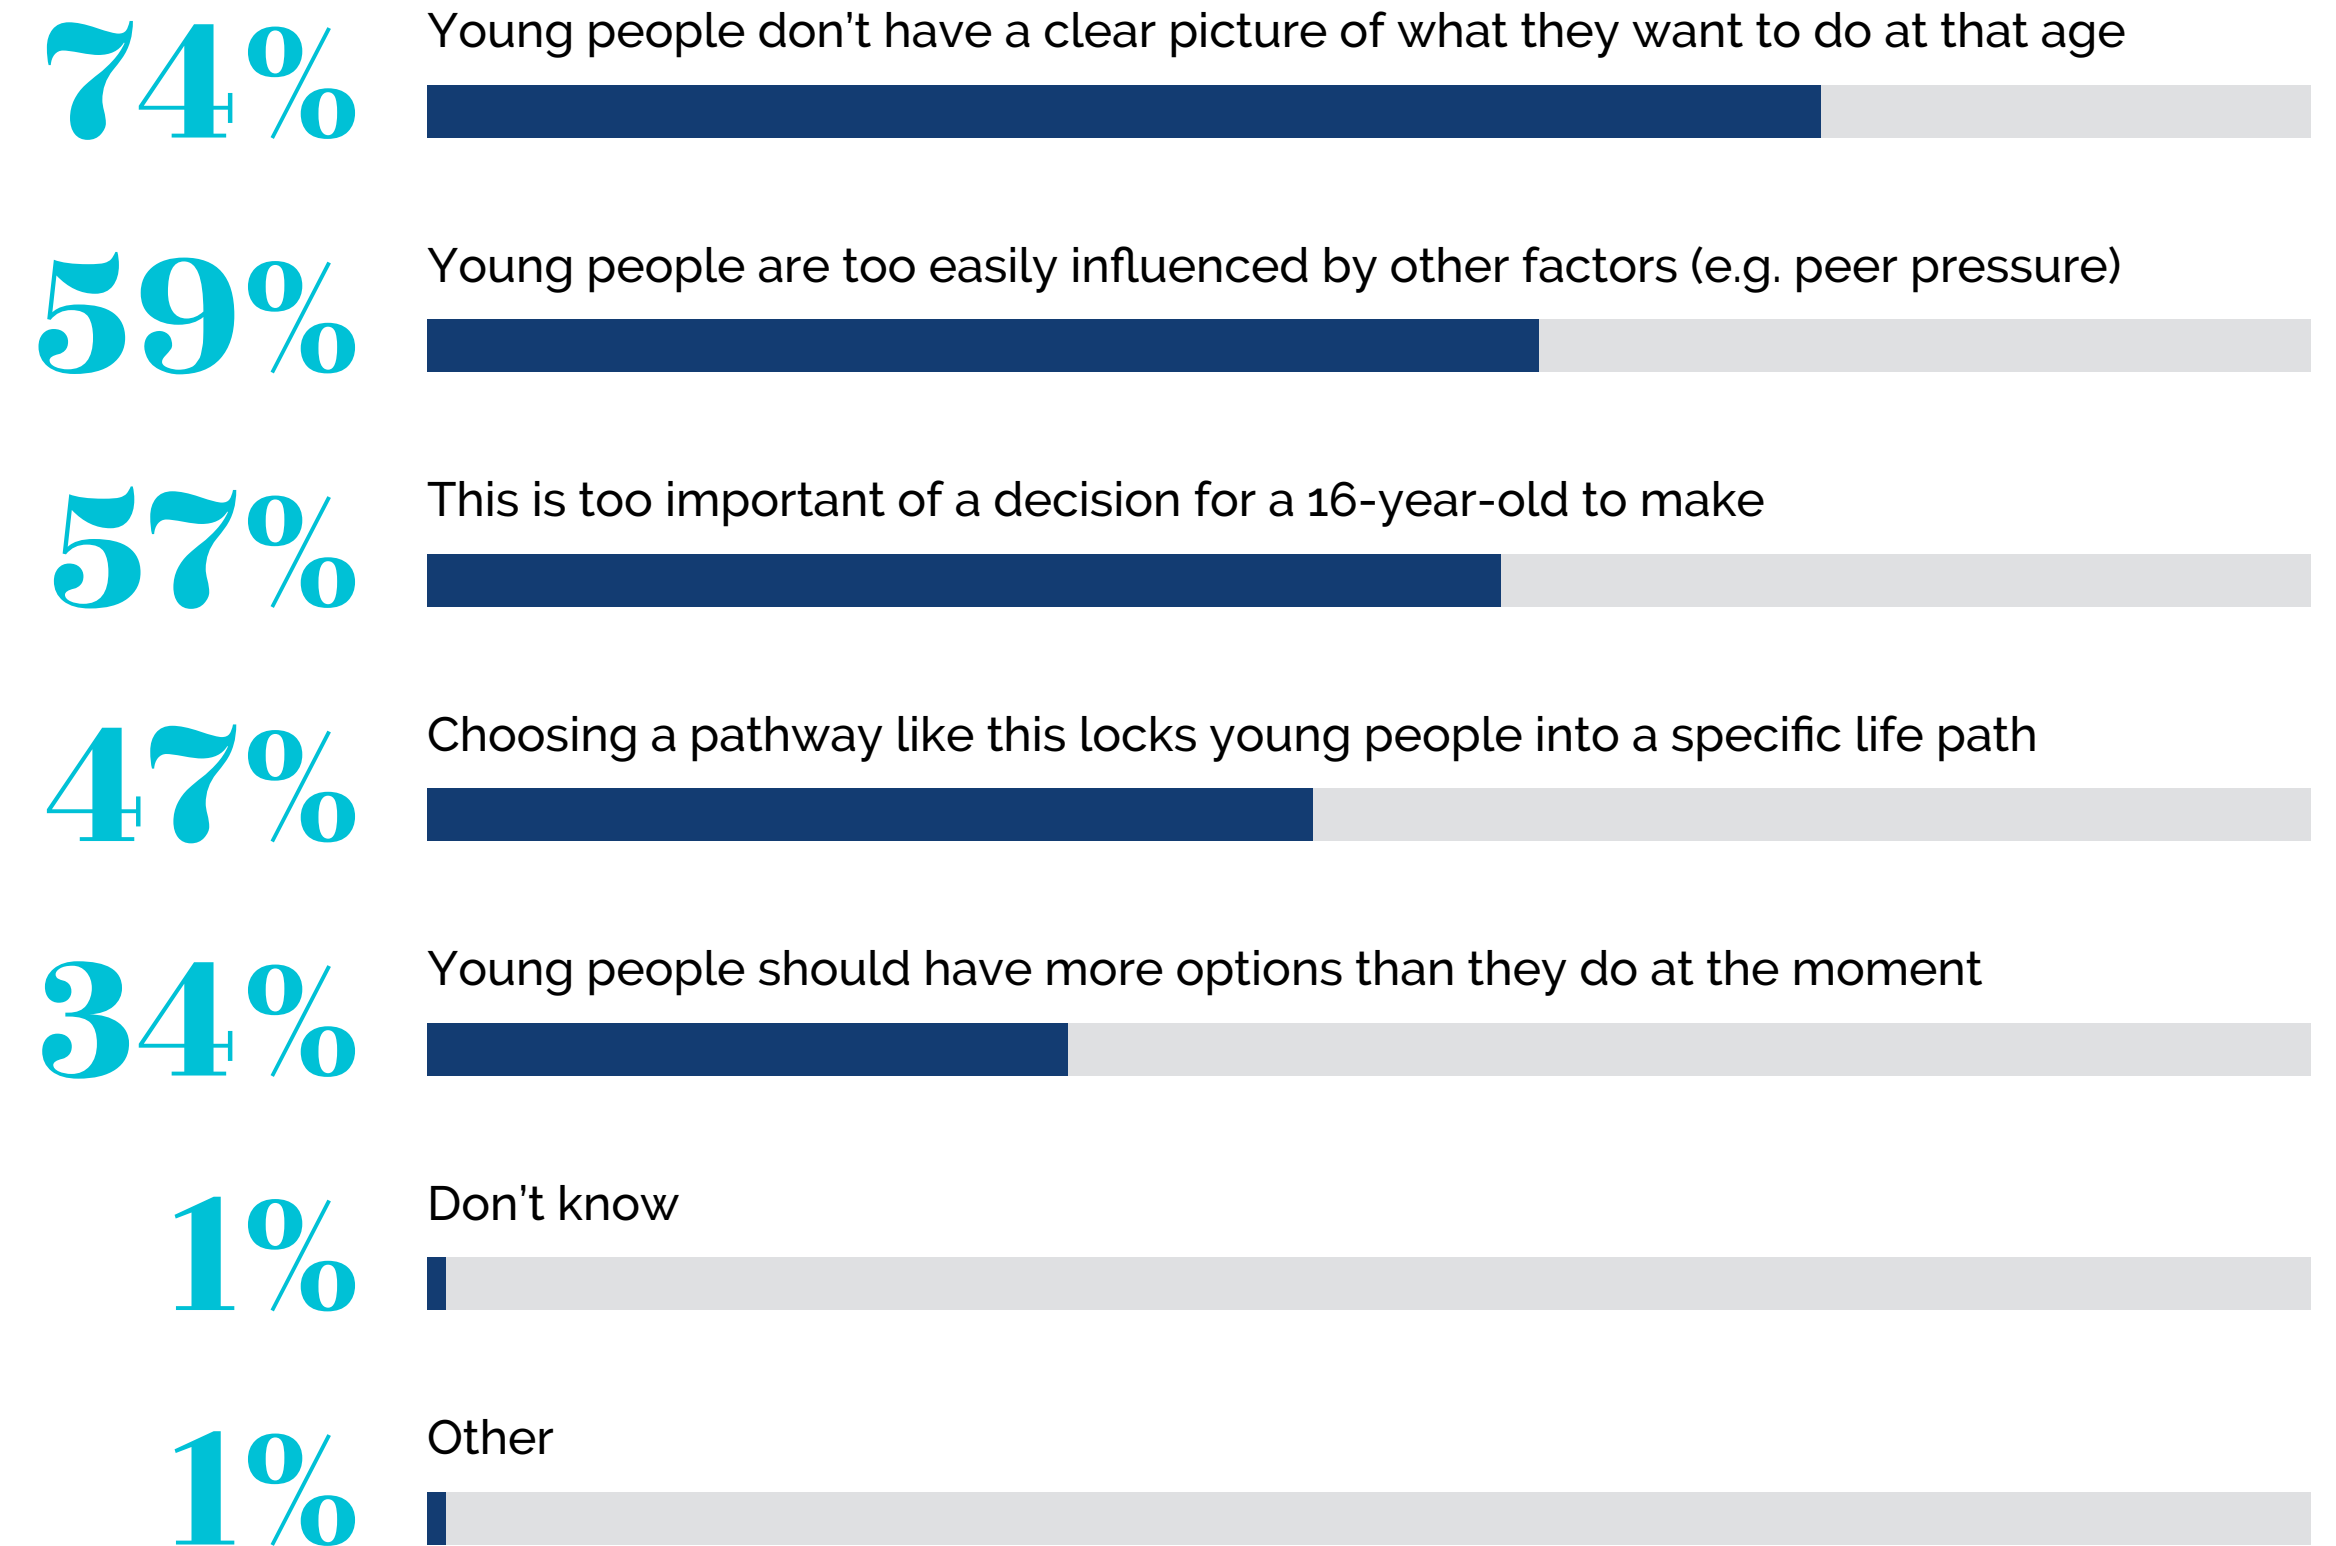 74%
Young people don’t have a clear picture of what they want to do at that age
59%
Young people are too easily influenced by other factors (e.g. peer pressure)
57%
This is too important of a decision for a 16-year-old to make
47%
Choosing a pathway like this locks young people into a specific life path
34%
Young people should have more options than they do at the moment
1%
Don’t know
1%
Other